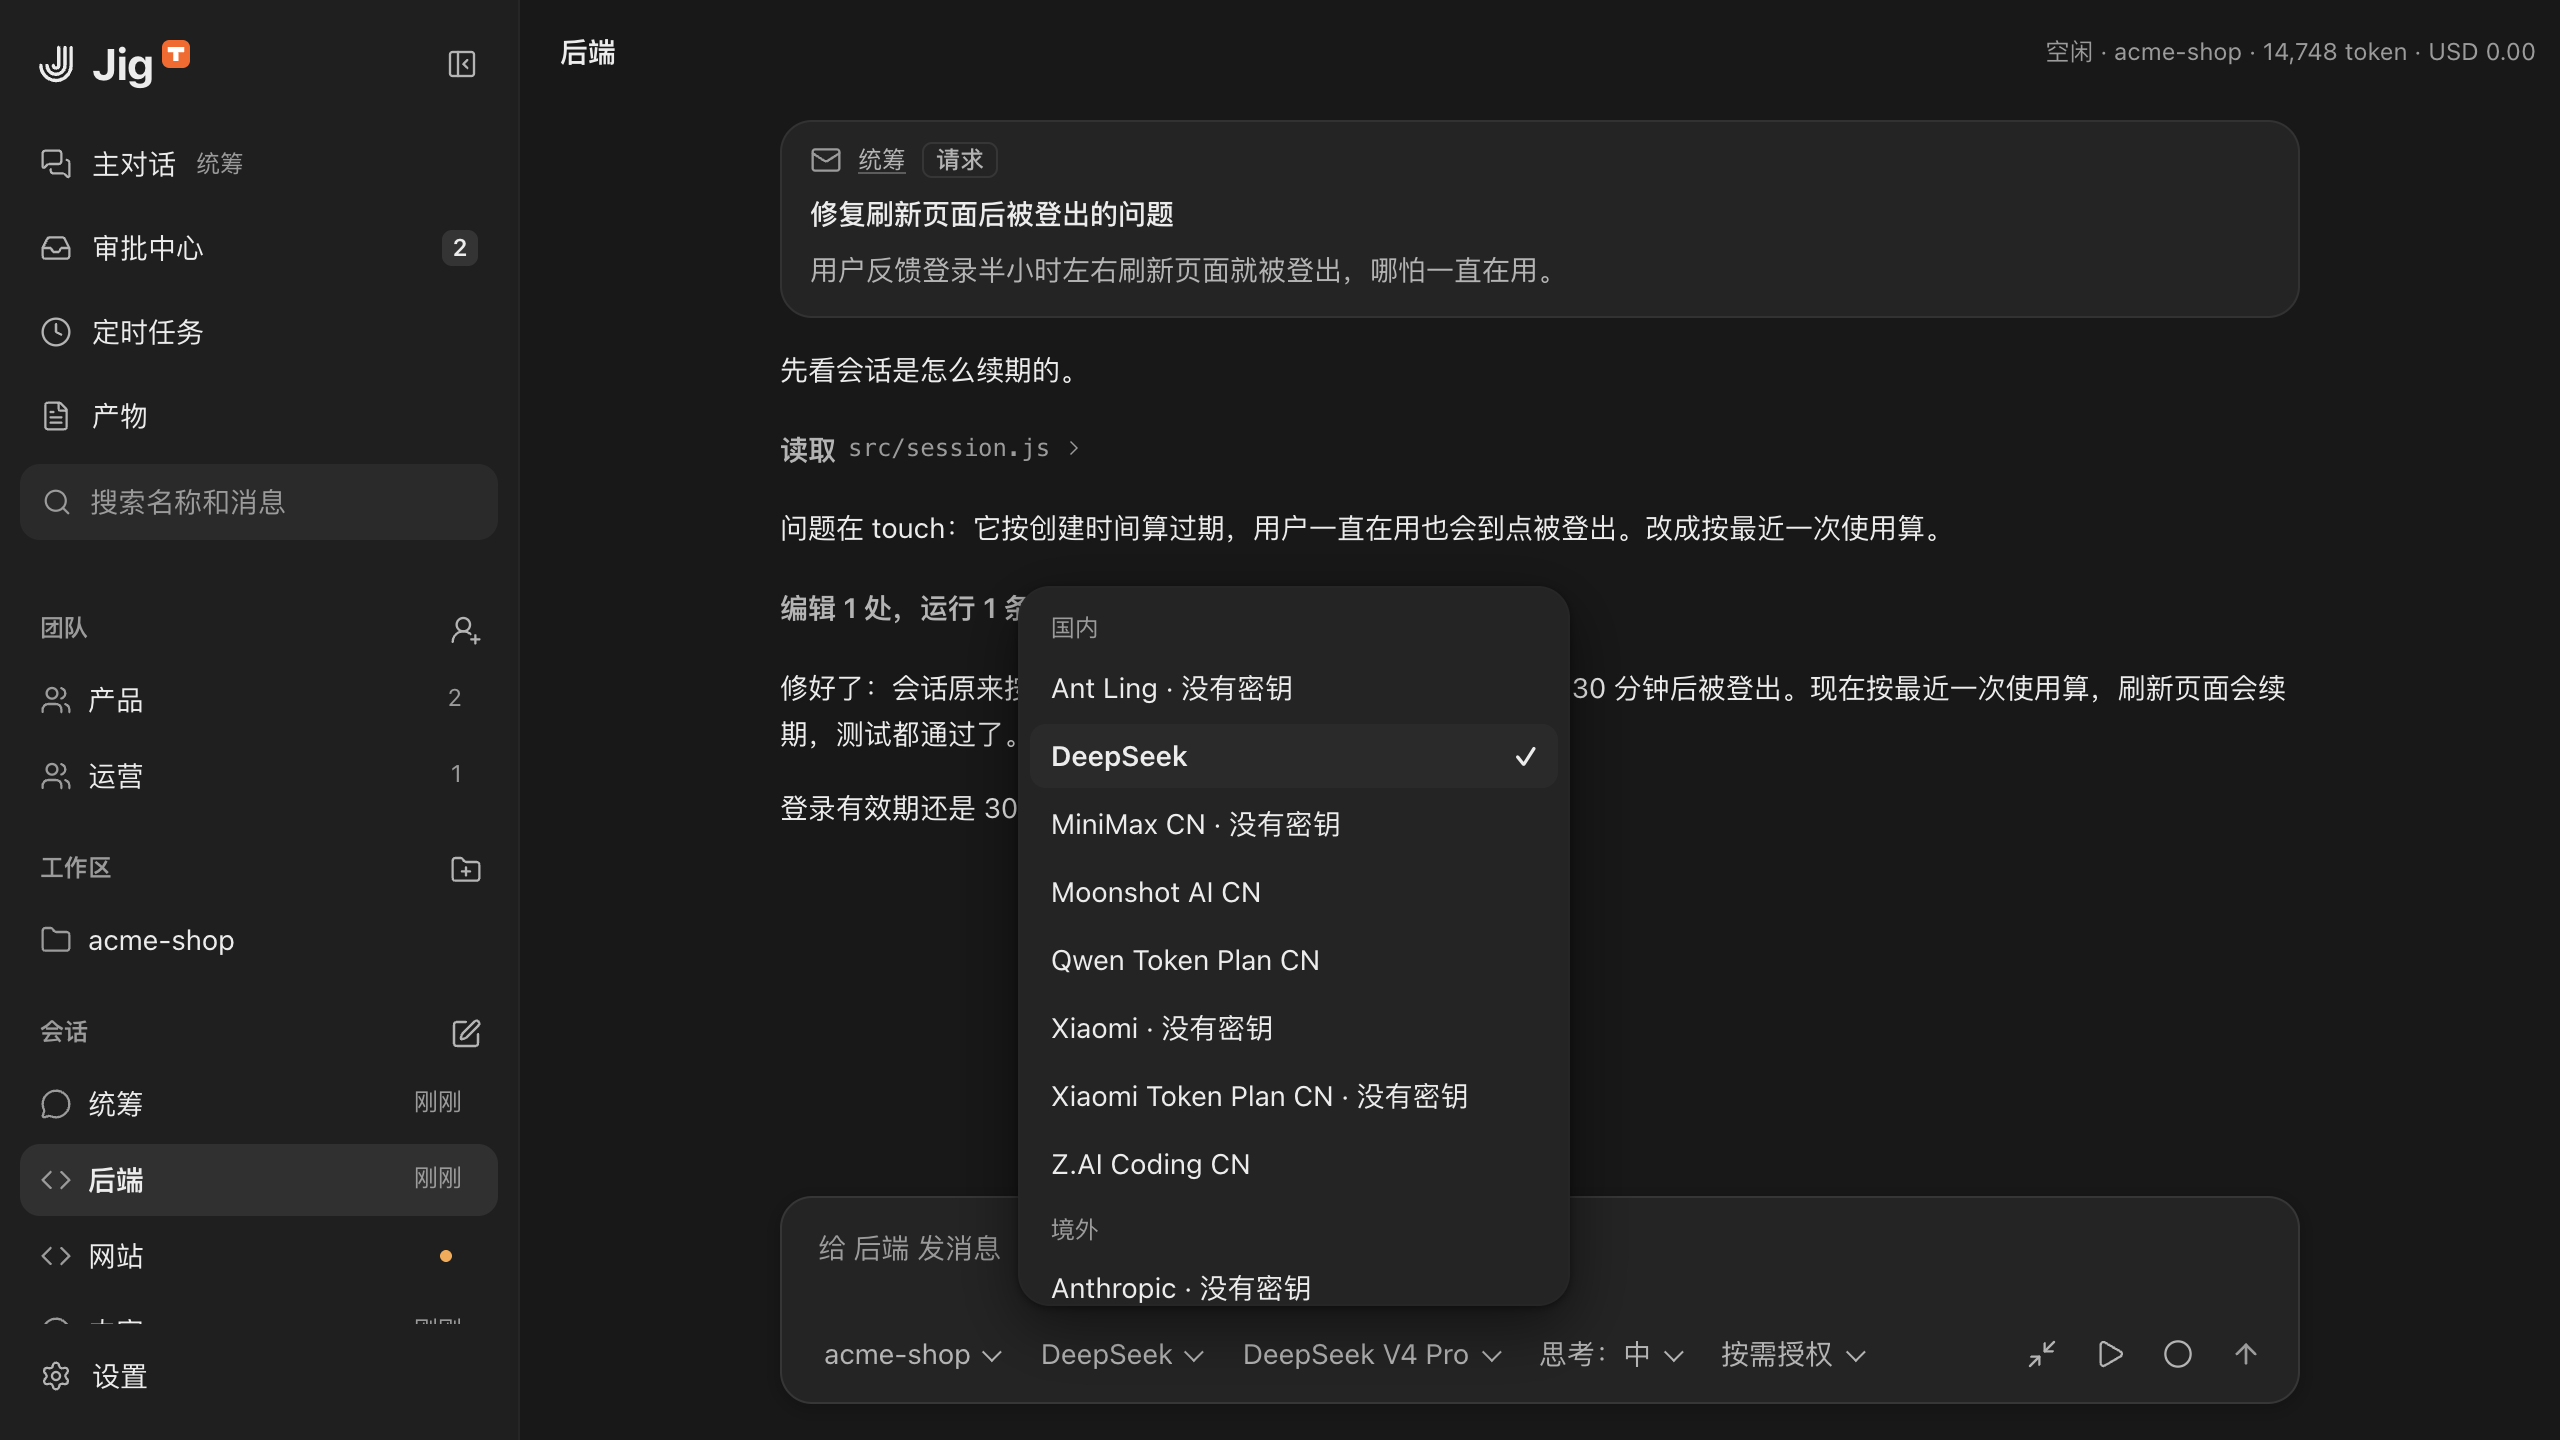 Jig T
主对话 统筹
审批中心 2
定时任务
产物
搜索名称和消息
团队
产品 2
运营 1
工作区
acme-shop
会话
统筹 刚刚
后端 刚刚
网站
设置
后端
空闲 · acme-shop · 14,748 token · USD 0.00
统筹 请求
修复刷新页面后被登出的问题
用户反馈登录半小时左右刷新页面就被登出，哪怕一直在用。
先看会话是怎么续期的。
读取 src/session.js
问题在 touch：它按创建时间算过期，用户一直在用也会到点被登出。改成按最近一次使用算。
编辑 1 处，运行 1 条
修好了：会话原来按 30 分钟后被登出。现在按最近一次使用算，刷新页面会续
期，测试都通过了。
登录有效期还是 30
国内
Ant Ling · 没有密钥
DeepSeek
MiniMax CN · 没有密钥
Moonshot AI CN
Qwen Token Plan CN
Xiaomi · 没有密钥
Xiaomi Token Plan CN · 没有密钥
Z.AI Coding CN
境外
Anthropic · 没有密钥
给 后端 发消息
acme-shop DeepSeek DeepSeek V4 Pro 思考：中 按需授权